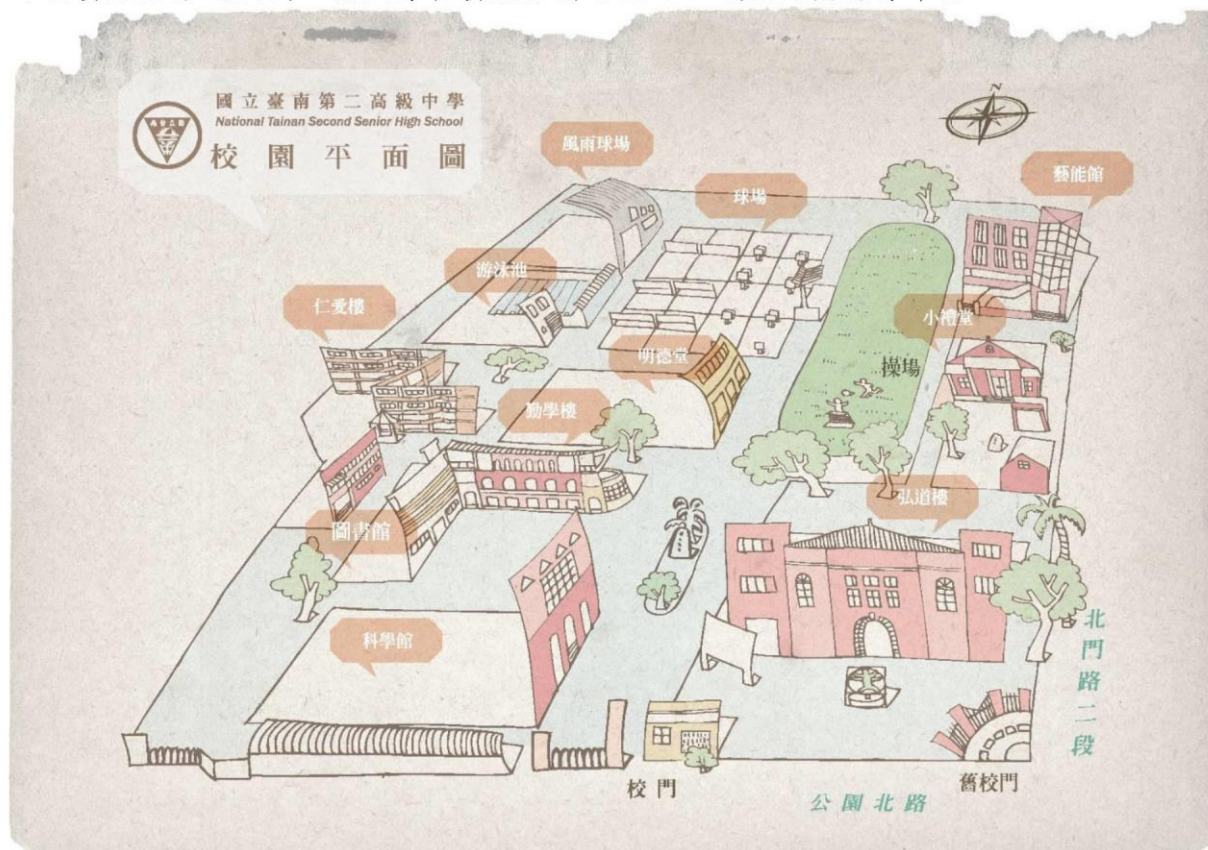 國立臺南第二高級中學
National Tainan Second Senior High School
校園平面圖
N
風雨球場
藝能館
球場
游泳池
仁愛樓
小禮堂
明德堂
操場
勤學樓
弘道樓
圖書館
科學館
北門路二段
校門
舊校門
公園北路